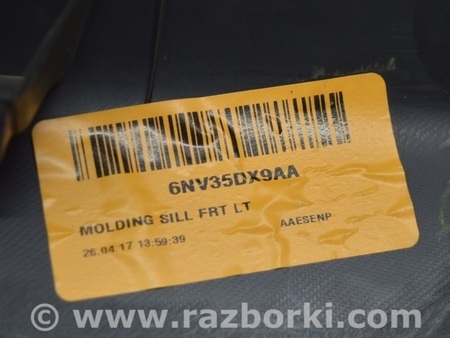 6NV35DX9AA
MOLDING SILL FRT LT
AAESENP
26.04.17 13:59:39
© www.razborki.com